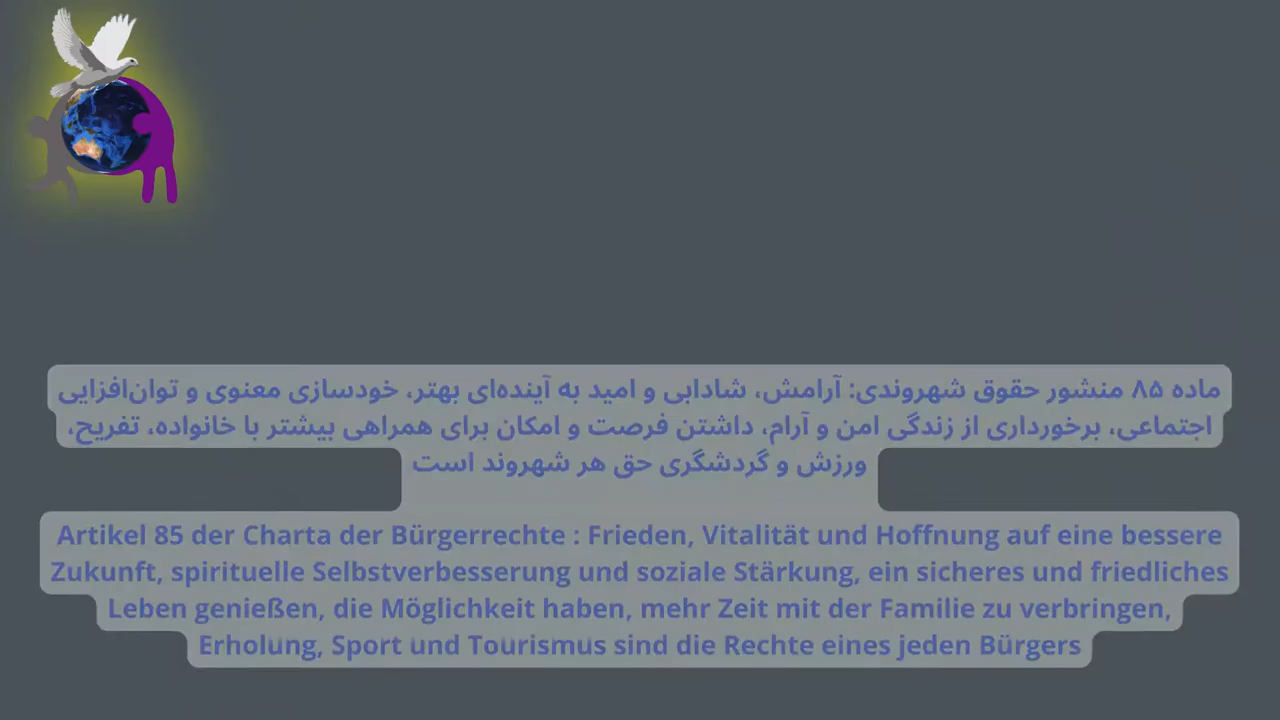 ماده ۸۵ منشور حقوق شهروندی: آرامش، شادابی و امید به آینده‌ای بهتر، خودسازی معنوی و توان‌افزایی
اجتماعی، برخورداری از زندگی امن و آرام، داشتن فرصت و امکان برای همراهی بیشتر با خانواده، تفریح،
ورزش و گردشگری حق هر شهروند است
Artikel 85 der Charta der Bürgerrechte : Frieden, Vitalität und Hoffnung auf eine bessere
Zukunft, spirituelle Selbstverbesserung und soziale Stärkung, ein sicheres und friedliches
Leben genießen, die Möglichkeit haben, mehr Zeit mit der Familie zu verbringen,
Erholung, Sport und Tourismus sind die Rechte eines jeden Bürgers